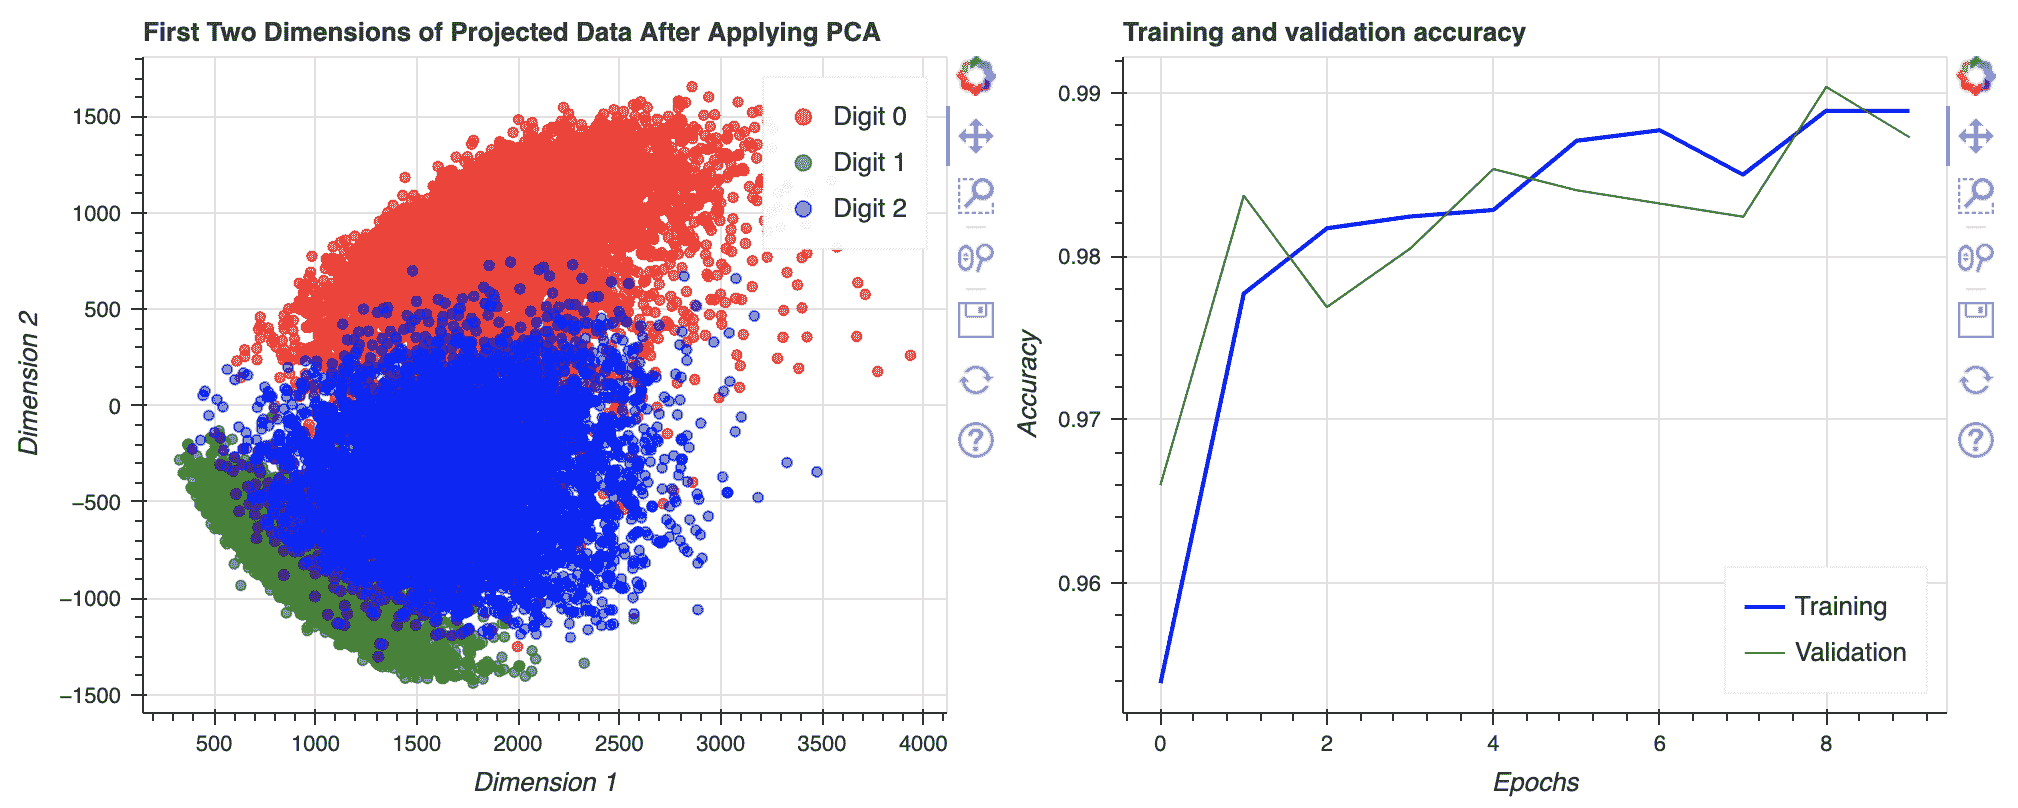 First Two Dimensions of Projected Data After Applying PCA
Digit 0
Digit 1
Digit 2
1500
1000
500
0
−500
−1000
−1500
Dimension 2
500 1000 1500 2000 2500 3000 3500 4000
Dimension 1
Training and validation accuracy
0.99
0.98
0.97
0.96
Accuracy
Training
Validation
0 2 4 6 8
Epochs